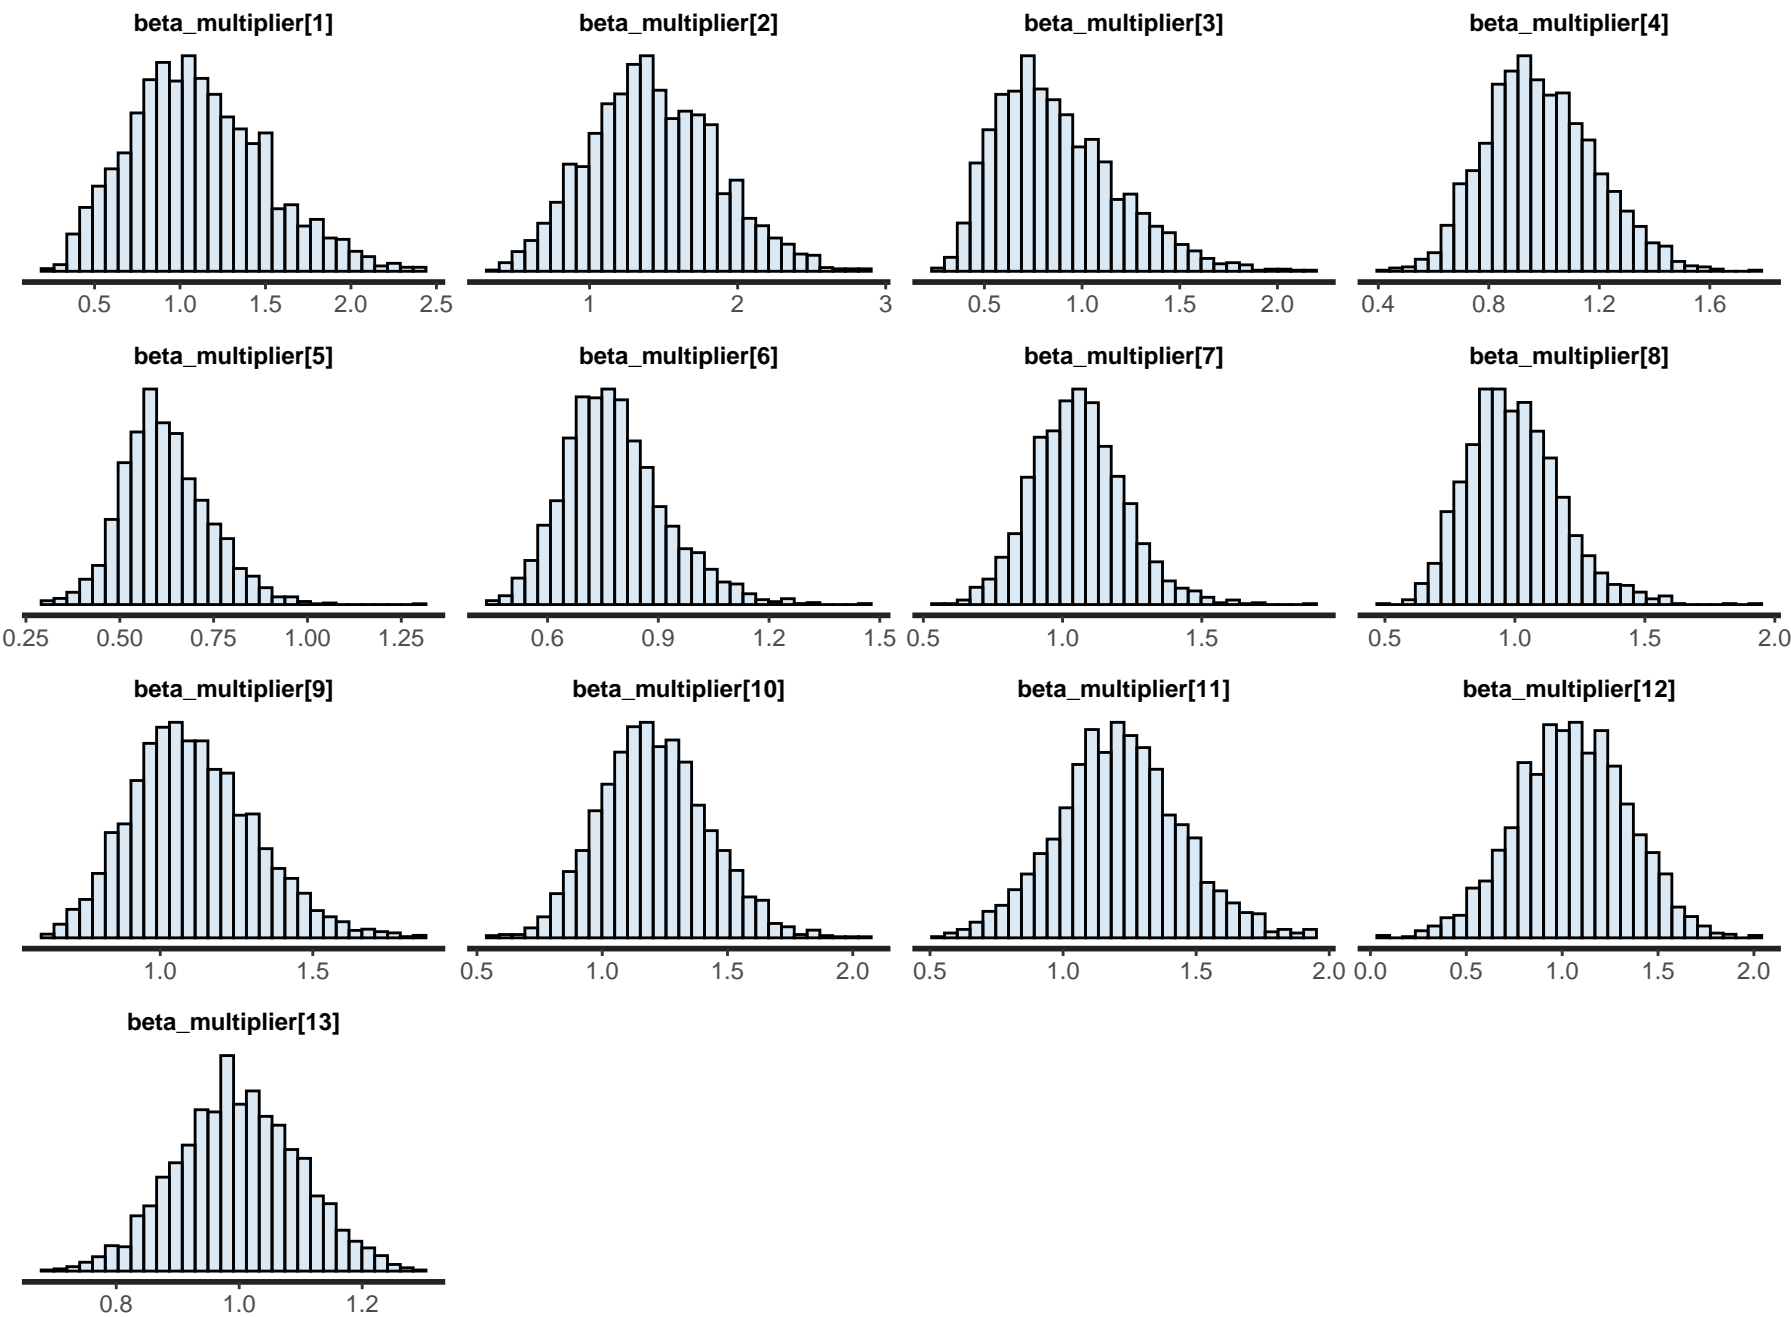 beta_multiplier[1] beta_multiplier[2] beta_multiplier[3] beta_multiplier[4]
0.5 1.0 1.5 2.0 2.5 1 2 3 0.5 1.0 1.5 2.0 0.4 0.8 1.2 1.6
beta_multiplier[5] beta_multiplier[6] beta_multiplier[7] beta_multiplier[8]
0.25 0.50 0.75 1.00 1.25 0.6 0.9 1.2 1.5 0.5 1.0 1.5 0.5 1.0 1.5 2.0
beta_multiplier[9] beta_multiplier[10] beta_multiplier[11] beta_multiplier[12]
1.0 1.5 0.5 1.0 1.5 2.0 0.5 1.0 1.5 2.0 0.0 0.5 1.0 1.5 2.0
beta_multiplier[13]
0.8 1.0 1.2